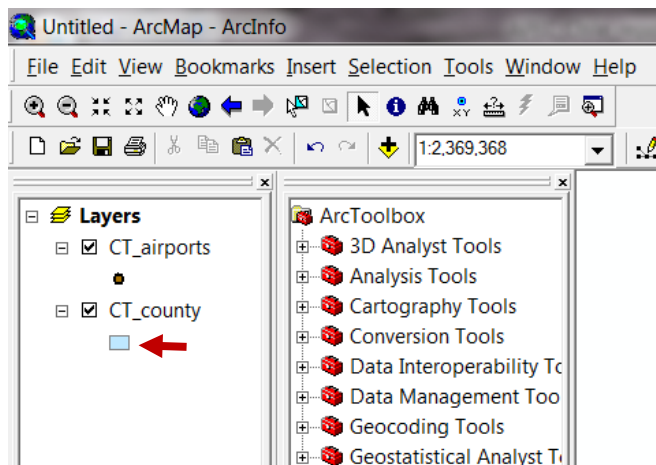 Untitled - ArcMap - ArcInfo
File Edit View Bookmarks Insert Selection Tools Window Help
XY
1:2,369,368
Layers
CT_airports
CT_county
ArcToolbox
3D Analyst Tools
Analysis Tools
Cartography Tools
Conversion Tools
Data Interoperability To
Data Management Too
Geocoding Tools
Geostatistical Analyst T